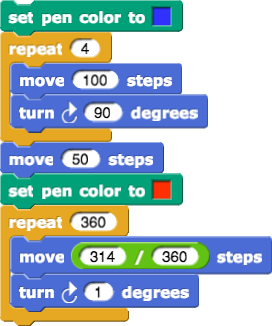 set pen color to
repeat 4
move 100 steps
turn 90 degrees
move 50 steps
set pen color to
repeat 360
move 314 / 360 steps
turn 1 degrees